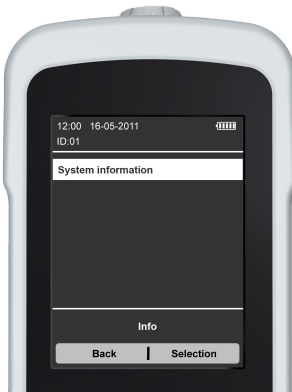 12:00 16-05-2011
ID:01
System information
Info
Back Selection